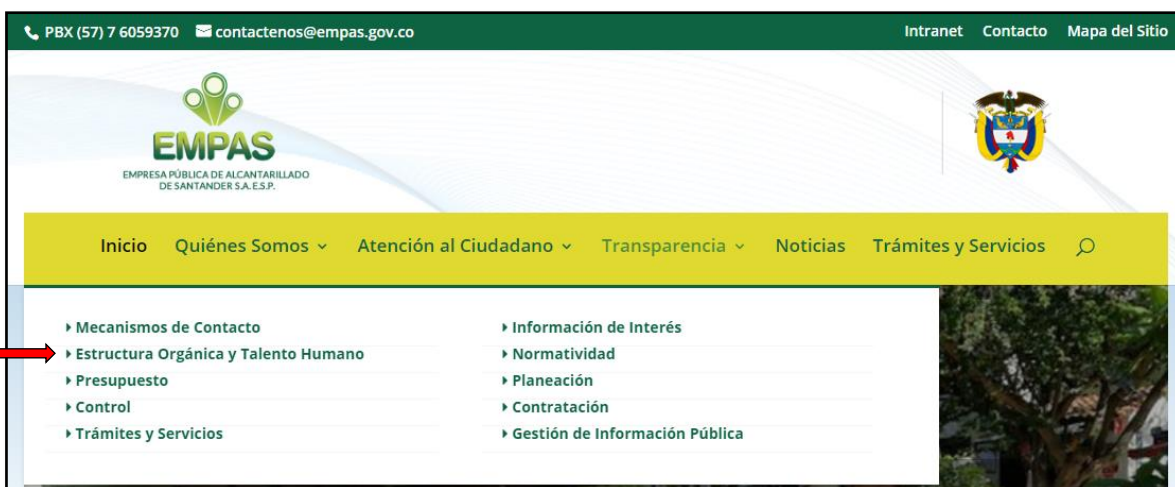 PBX (57) 7 6059370 contactenos@empas.gov.co Intranet Contacto Mapa del Sitio
EMPAS
EMPRESA PÚBLICA DE ALCANTARILLADO
DE SANTANDER S.A. E.S.P.
Inicio Quiénes Somos Atención al Ciudadano Transparencia Noticias Trámites y Servicios
Mecanismos de Contacto
Estructura Orgánica y Talento Humano
Presupuesto
Control
Trámites y Servicios
Información de Interés
Normatividad
Planeación
Contratación
Gestión de Información Pública